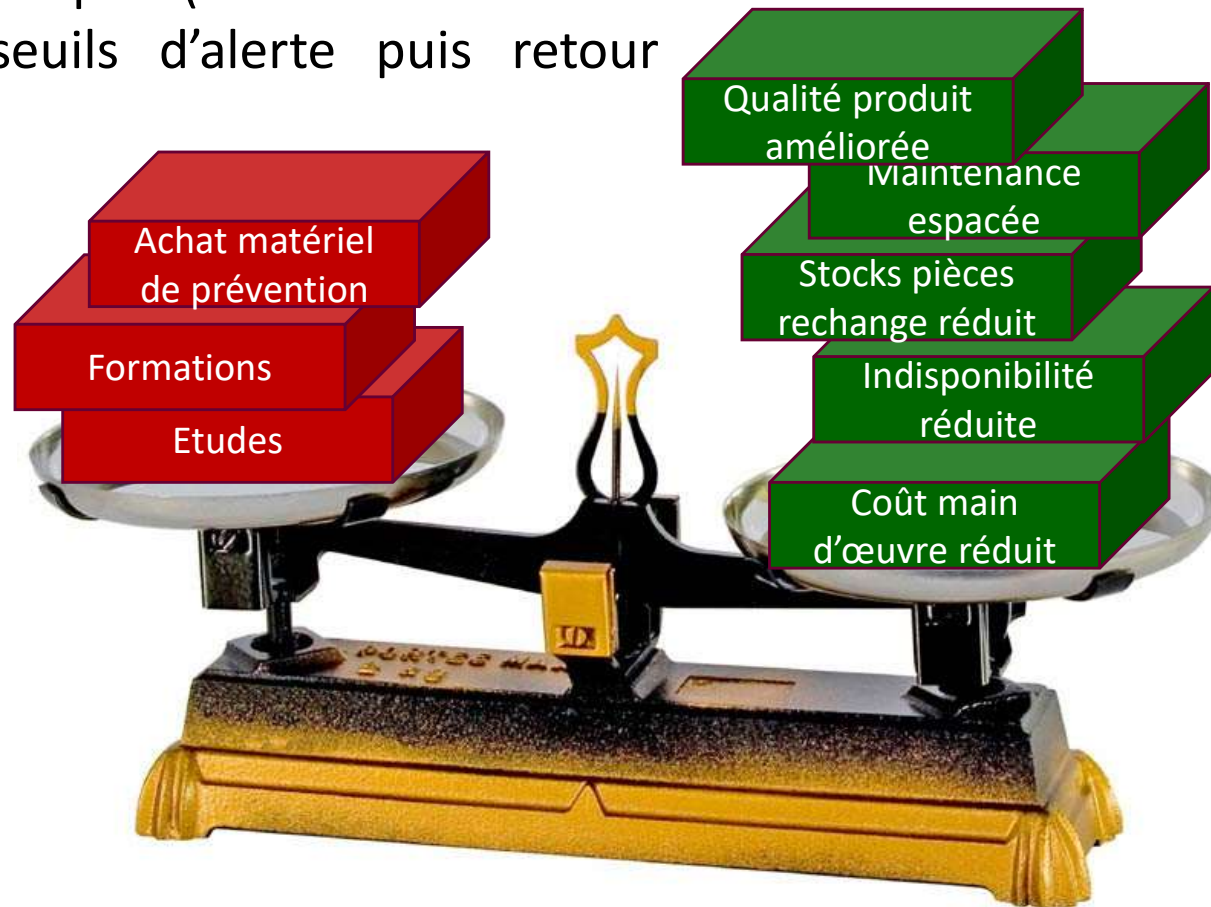 seuils d'alerte puis retour
Qualité produit
améliorée
Maintenance
espacée
Achat matériel
de prévention
Stocks pièces
rechange réduit
Formations
Indisponibilité
réduite
Etudes
Coût main
d'œuvre réduit